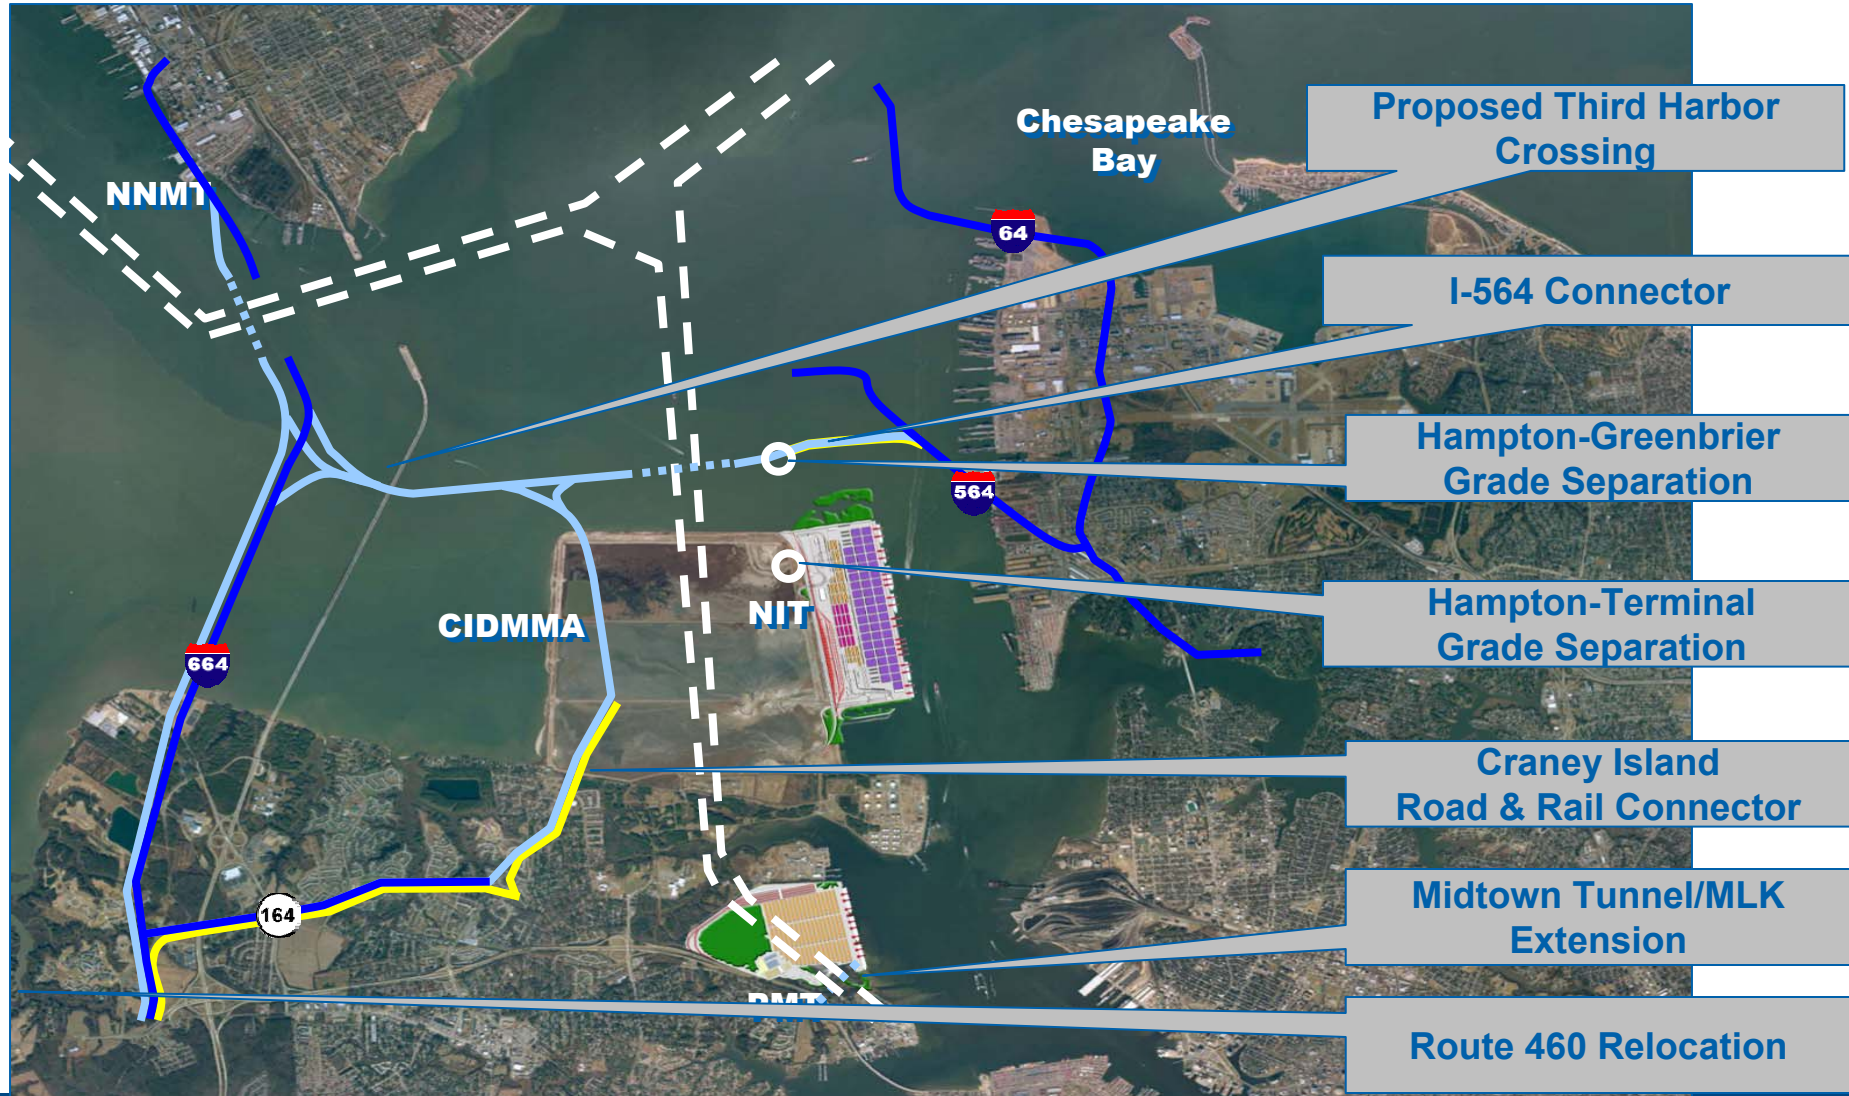 Proposed Third Harbor
Crossing
Chesapeake
Bay
NNMT
64
I-564 Connector
Hampton-Greenbrier
Grade Separation
564
Hampton-Terminal
Grade Separation
NIT
CIDMMA
664
Craney Island
Road & Rail Connector
Midtown Tunnel/MLK
Extension
164
PMT
Route 460 Relocation